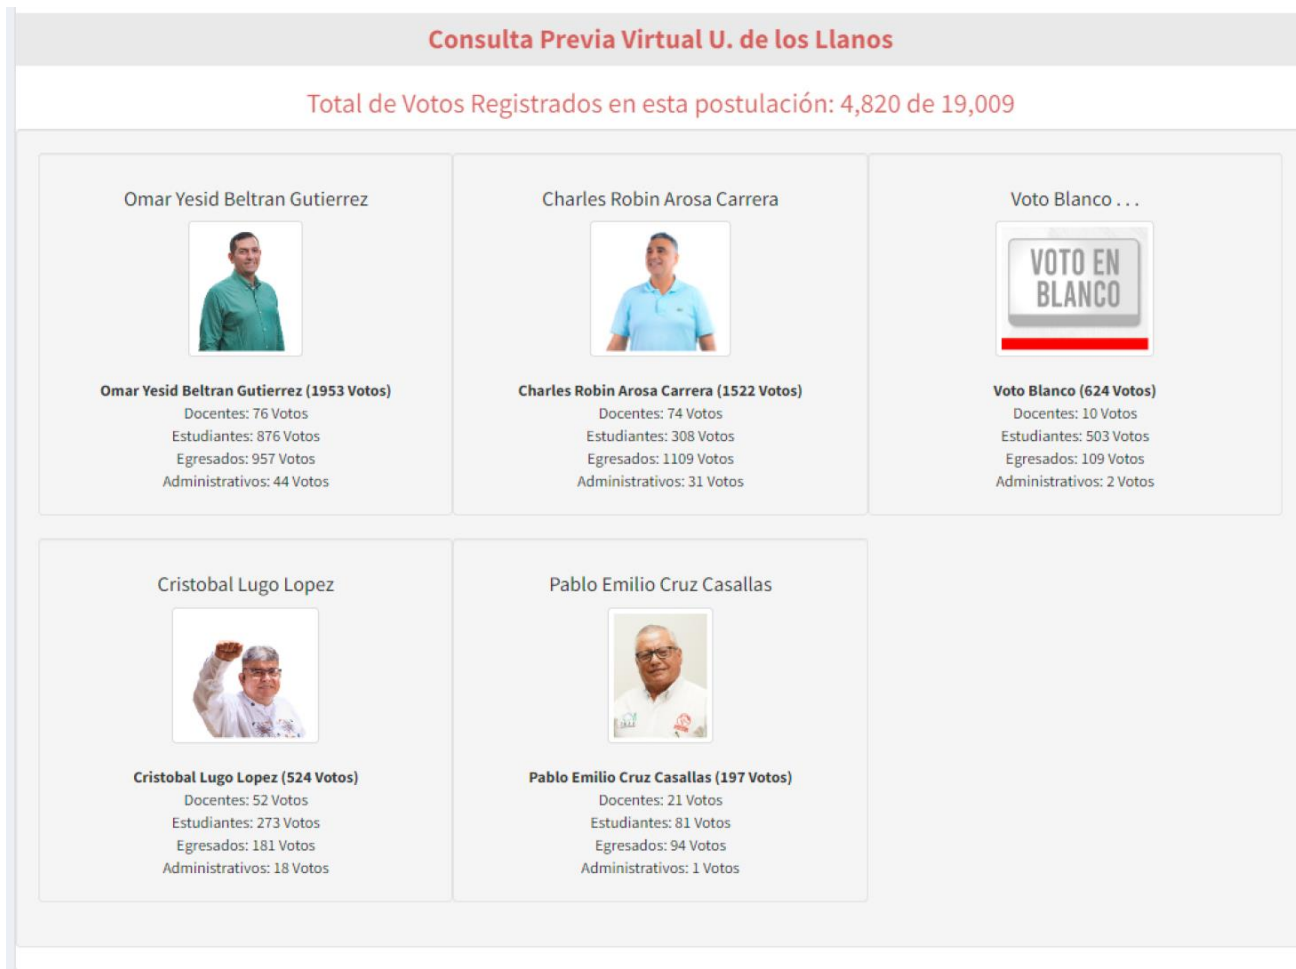 Consulta Previa Virtual U. de los Llanos
Total de Votos Registrados en esta postulación: 4,820 de 19,009
Omar Yesid Beltran Gutierrez
Omar Yesid Beltran Gutierrez (1953 Votos)
Docentes: 76 Votos
Estudiantes: 876 Votos
Egresados: 957 Votos
Administrativos: 44 Votos
Charles Robin Arosa Carrera
Charles Robin Arosa Carrera (1522 Votos)
Docentes: 74 Votos
Estudiantes: 308 Votos
Egresados: 1109 Votos
Administrativos: 31 Votos
Voto Blanco . . .
VOTO EN
BLANCO
Voto Blanco (624 Votos)
Docentes: 10 Votos
Estudiantes: 503 Votos
Egresados: 109 Votos
Administrativos: 2 Votos
Cristobal Lugo Lopez
Cristobal Lugo Lopez (524 Votos)
Docentes: 52 Votos
Estudiantes: 273 Votos
Egresados: 181 Votos
Administrativos: 18 Votos
Pablo Emilio Cruz Casallas
Pablo Emilio Cruz Casallas (197 Votos)
Docentes: 21 Votos
Estudiantes: 81 Votos
Egresados: 94 Votos
Administrativos: 1 Votos